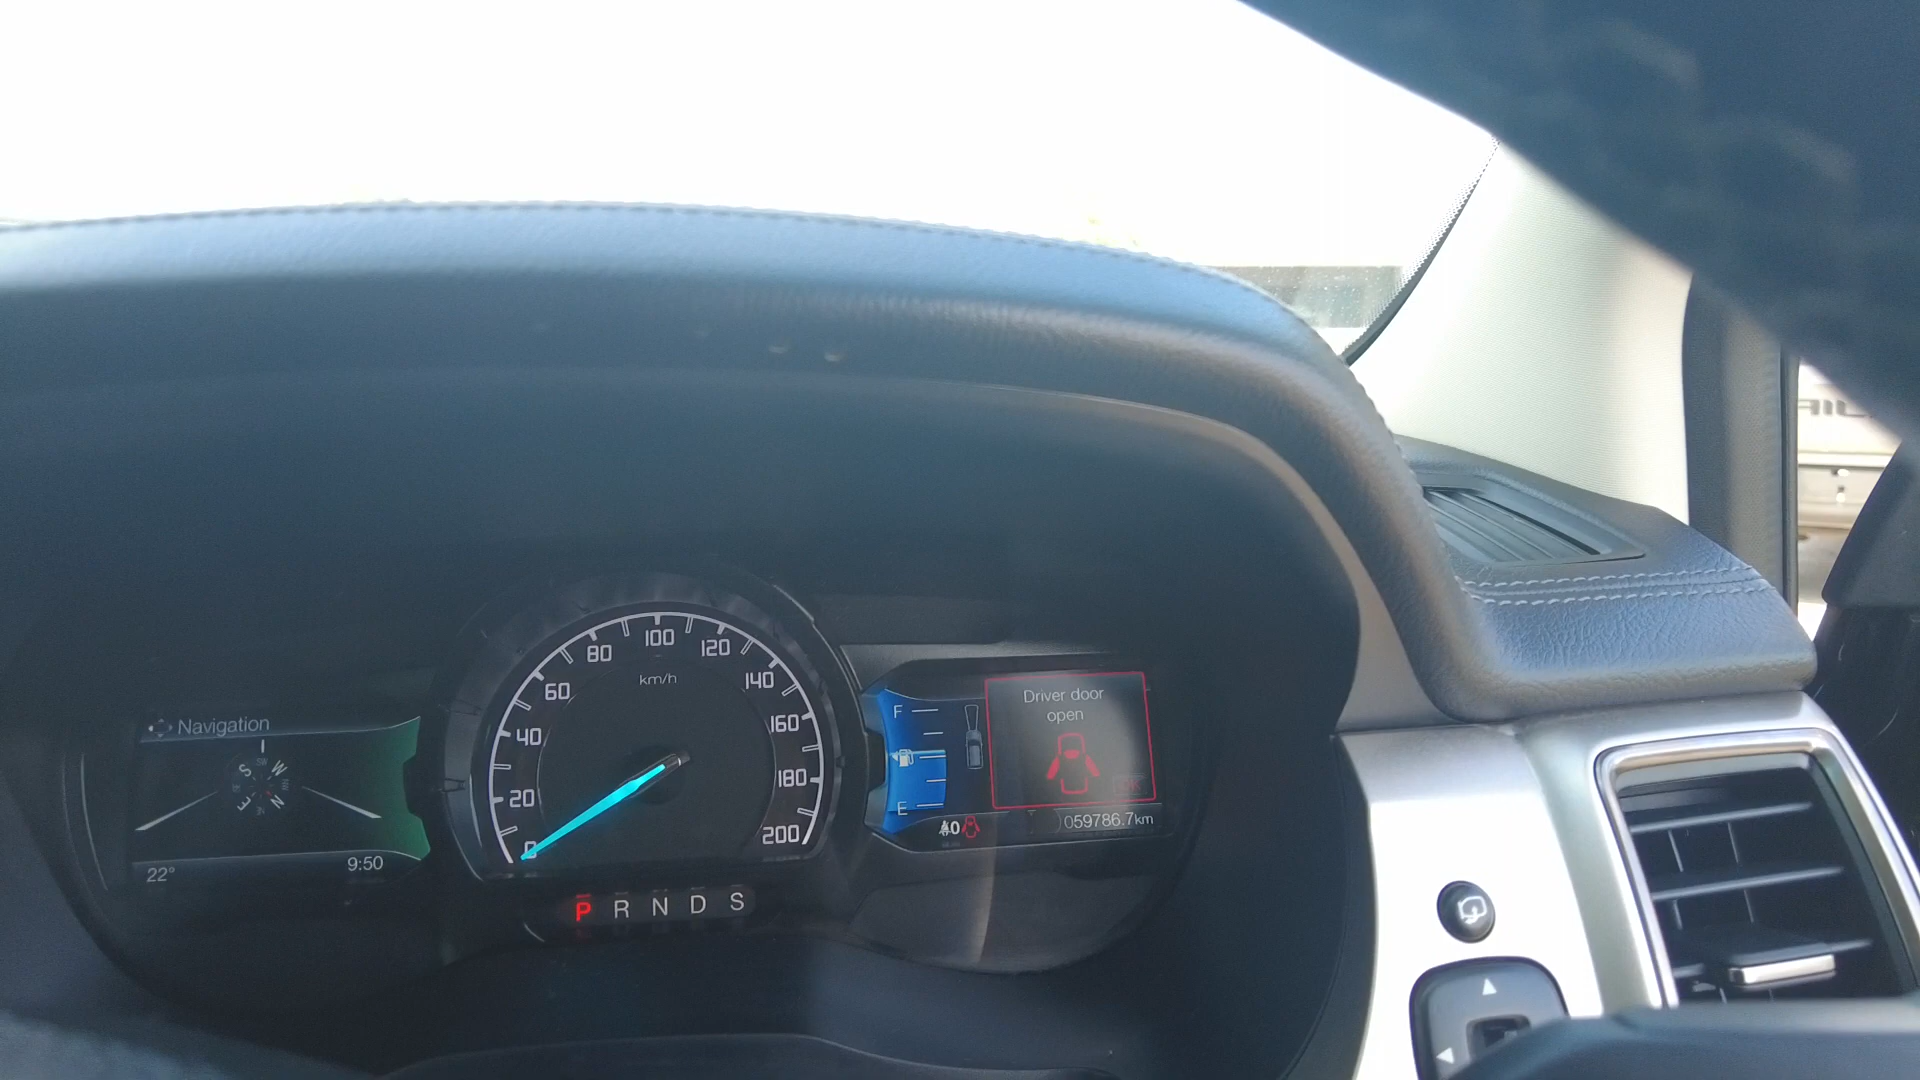 Navigation
S W
E N
22°
9:50
0 20 40 60 80 100 120 140 160 180 200
km/h
P R N D S
F
E
Driver door
open
059786.7km